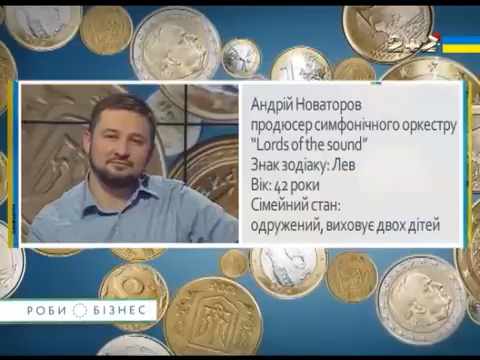 Андрій Новаторов
продюсер симфонічного оркестру
"Lords of the sound"
Знак зодіаку: Лев
Вік: 42 роки
Сімейний стан:
одружений, виховує двох дітей
РОБИ БІЗНЕС